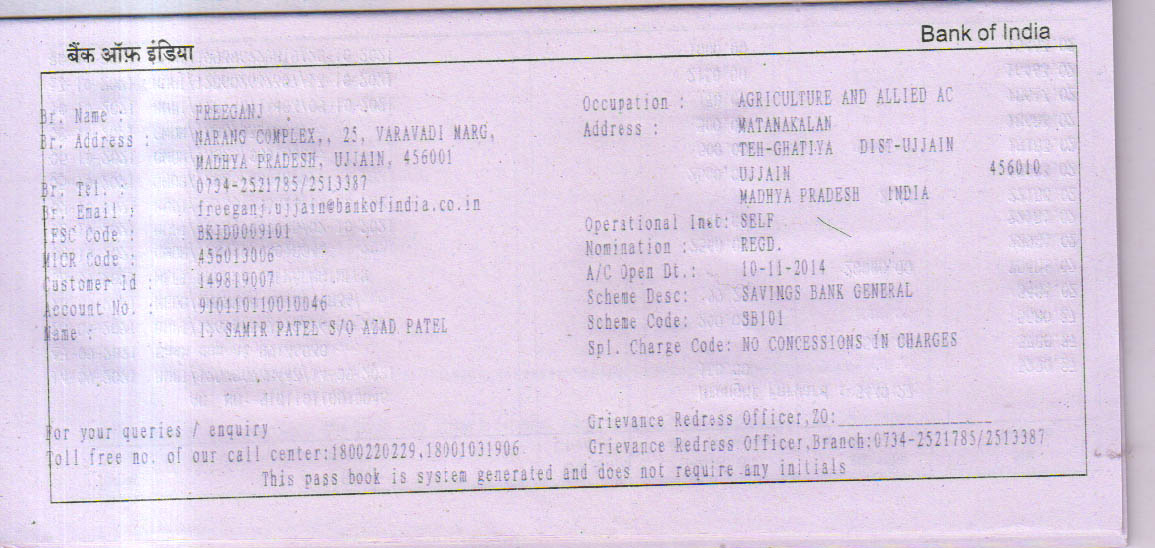 बैंक ऑफ़ इंडिया
Bank of India
Br. Name : FREEGANJ
Br. Address : NARANG COMPLEX,, 25, VARAVADI MARG,
MADHYA PRADESH, UJJAIN, 456001
Br. Tel. : 0734-2521785/2513387
Br. Email : freeganj.ujjain@bankofindia.co.in
IFSC Code : BKID0009101
MICR Code : 456013006
Customer Id : 149819007
Account No. : 910110110010046
Name : 1. SAMIR PATEL S/O AZAD PATEL
Occupation : AGRICULTURE AND ALLIED AC
Address : MATANAKALAN
TEH-GHATIYA DIST-UJJAIN
UJJAIN 456010
MADHYA PRADESH INDIA
Operational Inst: SELF
Nomination : REGD.
A/C Open Dt.: 10-11-2014
Scheme Desc: SAVINGS BANK GENERAL
Scheme Code: SB101
Spl. Charge Code: NO CONCESSIONS IN CHARGES
For your queries / enquiry
Toll free no. of our call center:1800220229,18001031906
Grievance Redress Officer,ZO:_______________
Grievance Redress Officer,Branch:0734-2521785/2513387
This pass book is system generated and does not require any initials